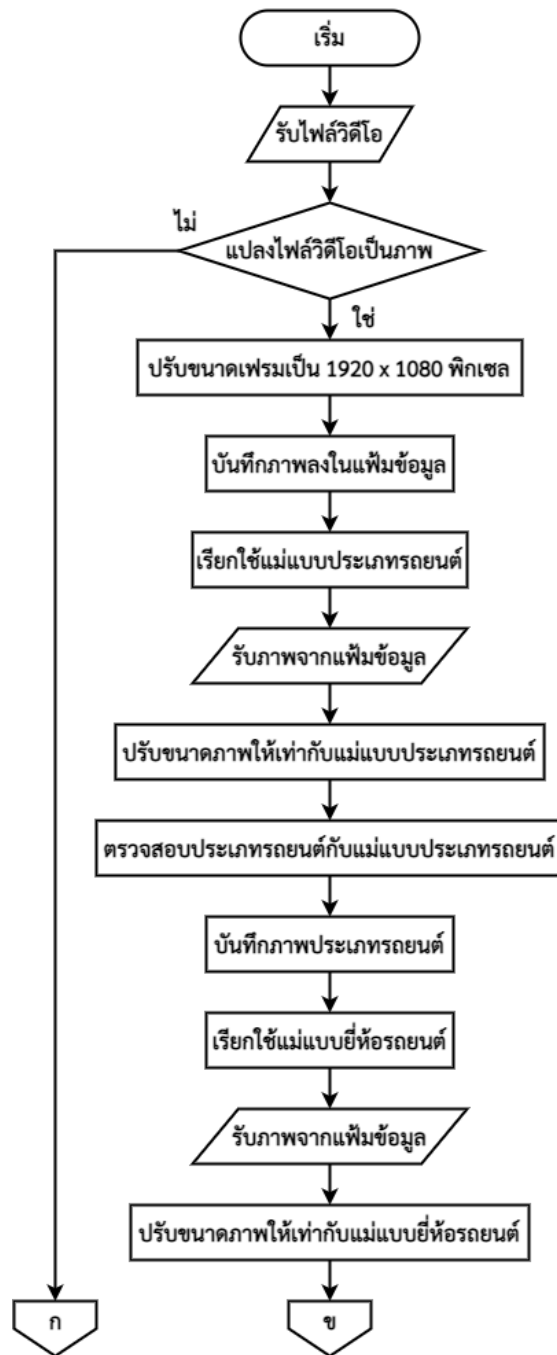 เริ่ม
รับไฟล์วิดีโอ
ไม่
แปลงไฟล์วิดีโอเป็นภาพ
ใช่
ปรับขนาดเฟรมเป็น 1920 x 1080 พิกเซล
บันทึกภาพลงในแฟ้มข้อมูล
เรียกใช้แม่แบบประเภทรถยนต์
รับภาพจากแฟ้มข้อมูล
ปรับขนาดภาพให้เท่ากับแม่แบบประเภทรถยนต์
ตรวจสอบประเภทรถยนต์กับแม่แบบประเภทรถยนต์
บันทึกภาพประเภทรถยนต์
เรียกใช้แม่แบบยี่ห้อรถยนต์
รับภาพจากแฟ้มข้อมูล
ปรับขนาดภาพให้เท่ากับแม่แบบยี่ห้อรถยนต์
ก
ข